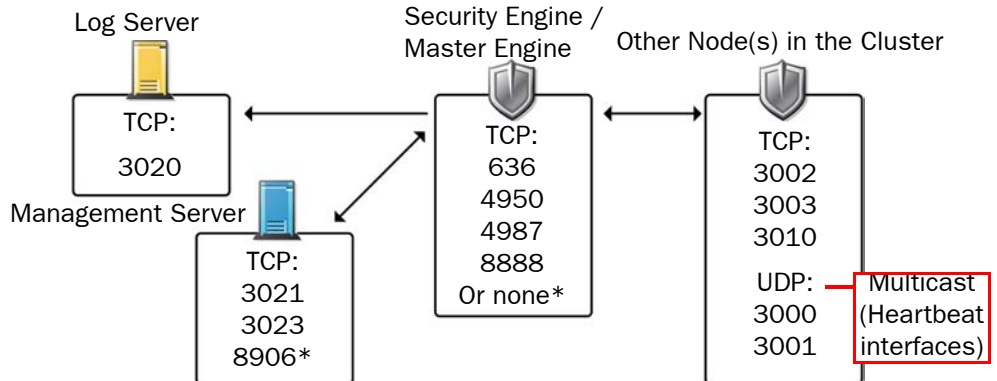 Log Server
TCP:
3020
Management Server
TCP:
3021
3023
8906*
Security Engine /
Master Engine
TCP:
636
4950
4987
8888
Or none*
Other Node(s) in the Cluster
TCP:
3002
3003
3010
UDP:
3000
3001
Multicast
(Heartbeat
interfaces)